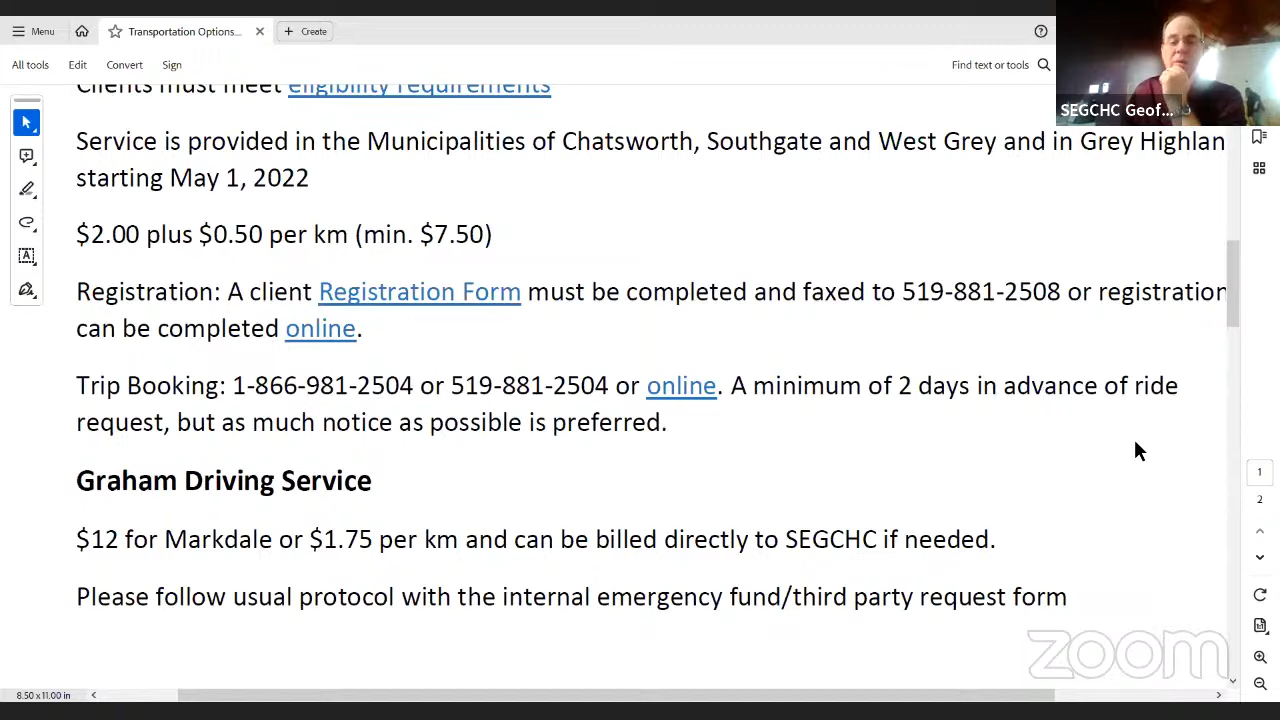 Menu
Transportation Options...
Create
All tools
Edit
Convert
Sign
Find text or tools
SEGCHC Geof...
Clients must meet eligibility requirements
Service is provided in the Municipalities of Chatsworth, Southgate and West Grey and in Grey Highlan
starting May 1, 2022
$2.00 plus $0.50 per km (min. $7.50)
Registration: A client Registration Form must be completed and faxed to 519-881-2508 or registration
can be completed online.
Trip Booking: 1-866-981-2504 or 519-881-2504 or online. A minimum of 2 days in advance of ride
request, but as much notice as possible is preferred.
Graham Driving Service
$12 for Markdale or $1.75 per km and can be billed directly to SEGCHC if needed.
Please follow usual protocol with the internal emergency fund/third party request form
1
2
zoom
8.50 x 11.00 in